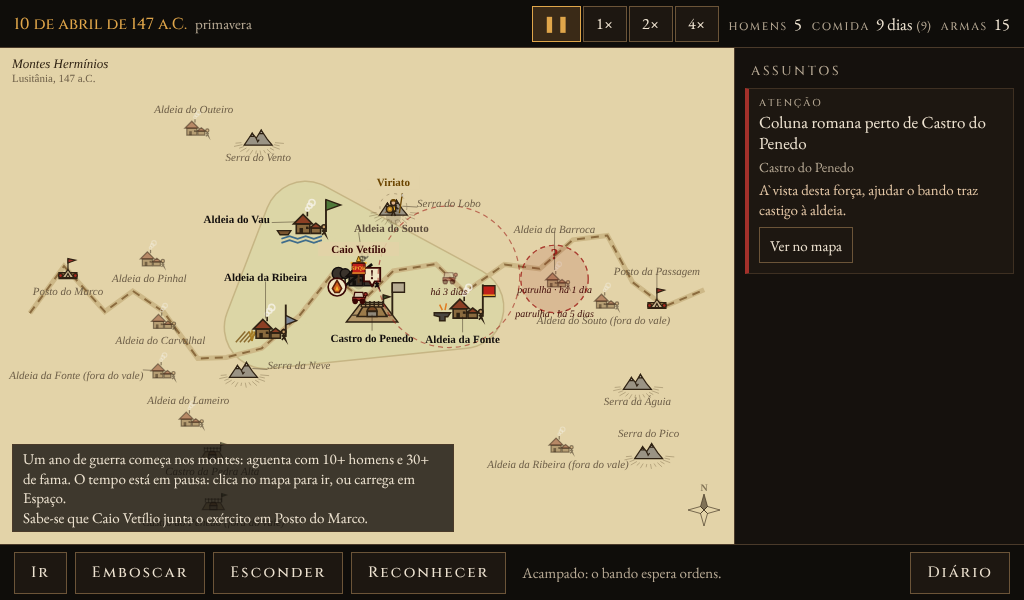 10 DE ABRIL DE 147 A.C. primavera
1×
2×
4×
HOMENS 5 COMIDA 9 dias (9) ARMAS 15
Montes Hermínios
Lusitânia, 147 a.C.
ASSUNTOS
ATENÇÃO
Coluna romana perto de Castro do
Penedo
Castro do Penedo
A` vista desta força, ajudar o bando traz
castigo à aldeia.
Ver no mapa
Aldeia do Outeiro
Serra do Vento
Viriato
Serra do Lobo
Aldeia do Vau
Aldeia do Souto
Aldeia da Barroca
Caio Vetílio
Aldeia do Pinhal
Aldeia da Ribeira
Posto do Marco
Posto da Passagem
há 3 dias
patrulha · há 1 dia
patrulha · há 5 dias
Aldeia do Souto (fora do vale)
Castro do Penedo
Aldeia da Fonte
Aldeia do Carvalhal
Serra da Neve
Aldeia da Fonte (fora do vale)
Aldeia do Lameiro
Serra da Águia
Serra do Pico
Aldeia da Ribeira (fora do vale)
Um ano de guerra começa nos montes: aguenta com 10+ homens e 30+
de fama. O tempo está em pausa: clica no mapa para ir, ou carrega em
Espaço.
Sabe-se que Caio Vetílio junta o exército em Posto do Marco.
Castro da Pedra Alta
N
IR
EMBOSCAR
ESCONDER
RECONHECER
Acampado: o bando espera ordens.
DIÁRIO